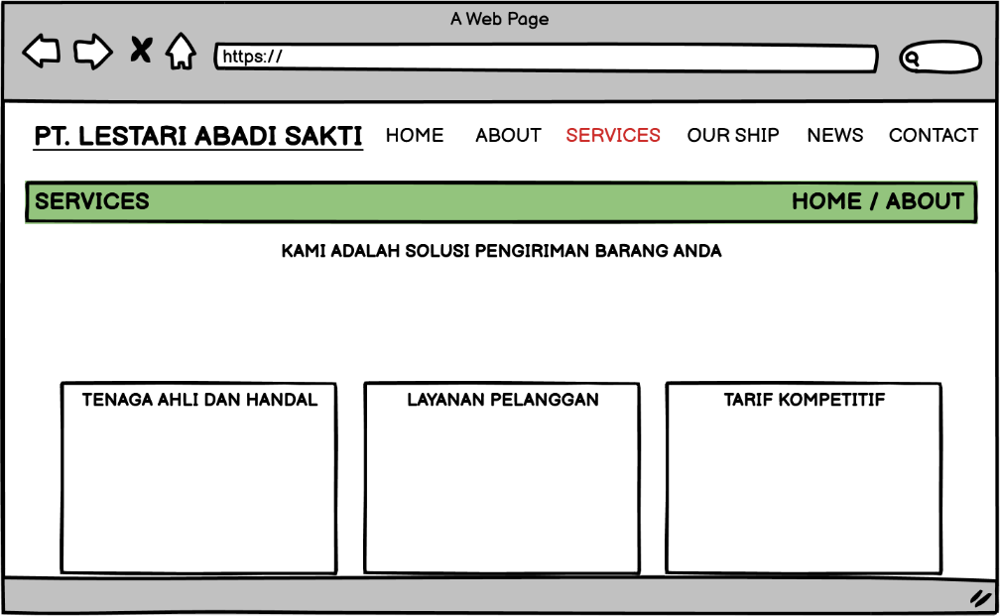 A Web Page
https://
PT. LESTARI ABADI SAKTI HOME ABOUT SERVICES OUR SHIP NEWS CONTACT
SERVICES HOME / ABOUT
KAMI ADALAH SOLUSI PENGIRIMAN BARANG ANDA
TENAGA AHLI DAN HANDAL LAYANAN PELANGGAN TARIF KOMPETITIF